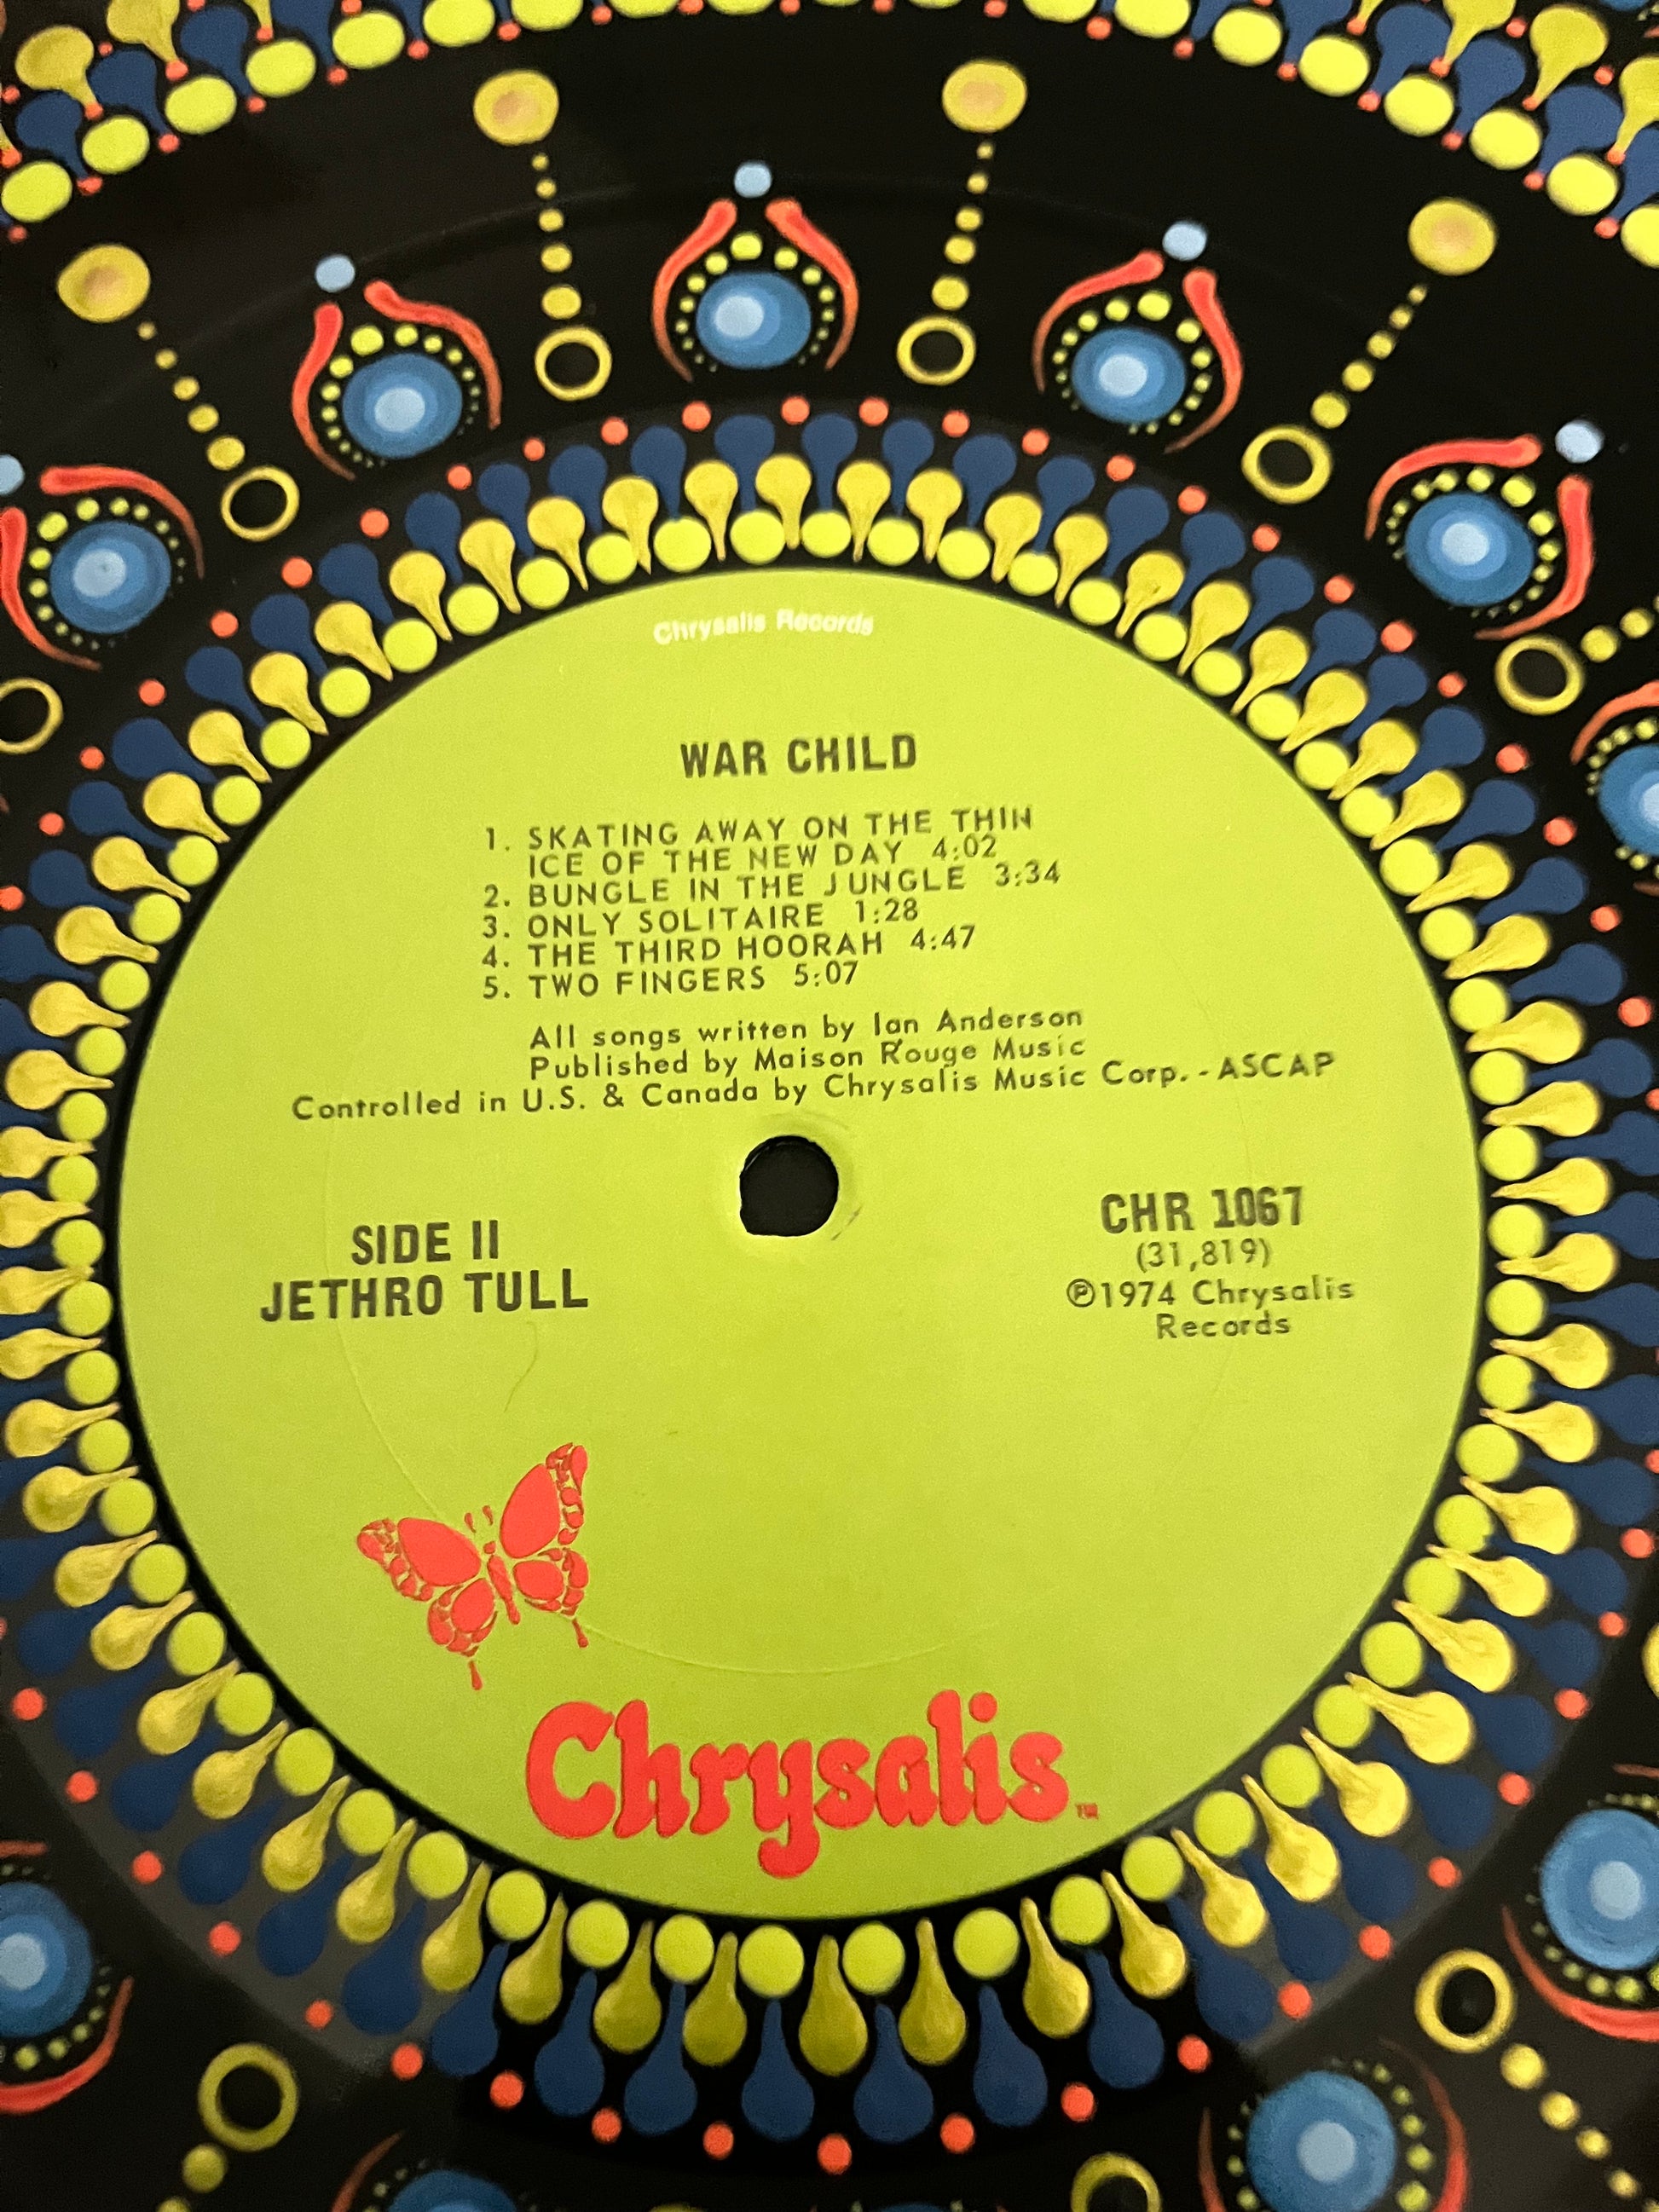 Chrysalis Records
WAR CHILD
1. SKATING AWAY ON THE THIN
ICE OF THE NEW DAY 4:02
2. BUNGLE IN THE JUNGLE 3:34
3. ONLY SOLITAIRE 1:28
4. THE THIRD HOORAH 4:47
5. TWO FINGERS 5:07
All songs written by Ian Anderson
Published by Maison Rouge Music
Controlled in U.S. & Canada by Chrysalis Music Corp. - ASCAP
SIDE II
JETHRO TULL
CHR 1067
(31,819)
℗1974 Chrysalis
Records
Chrysalis TM